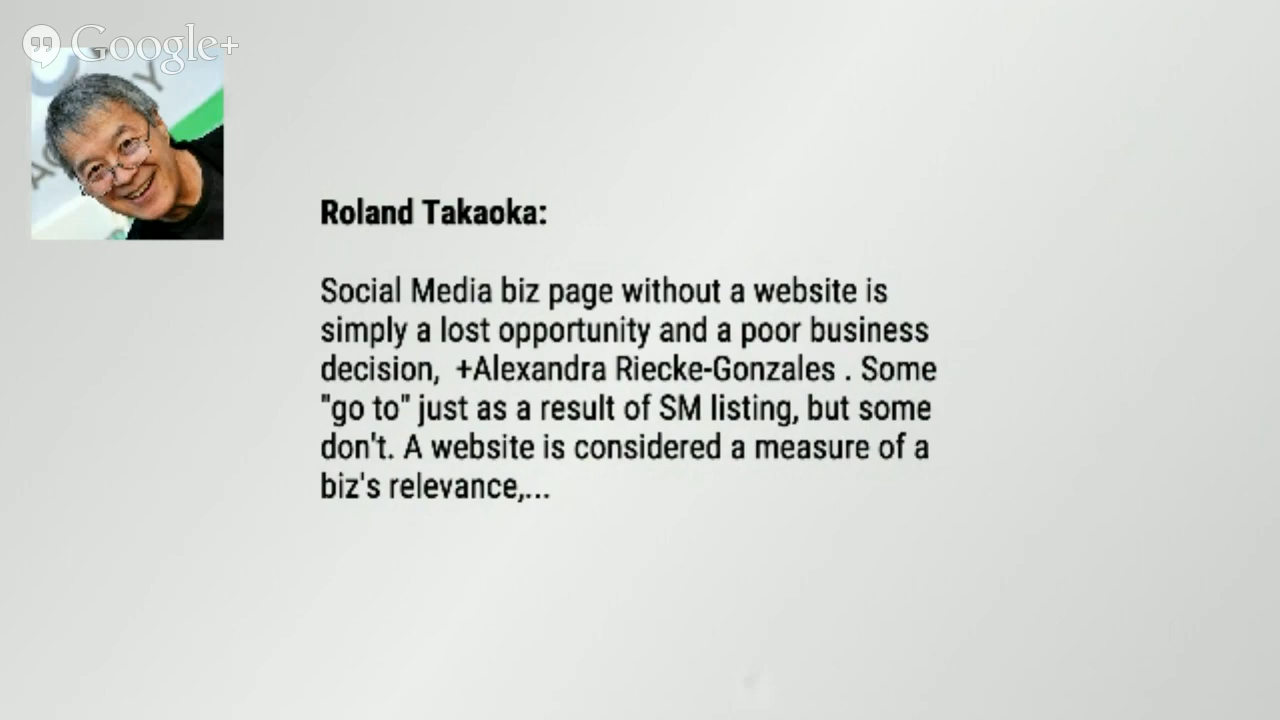 Google+
Roland Takaoka:
Social Media biz page without a website is
simply a lost opportunity and a poor business
decision,  +Alexandra Riecke-Gonzales . Some
"go to" just as a result of SM listing, but some
don't. A website is considered a measure of a
biz's relevance,...